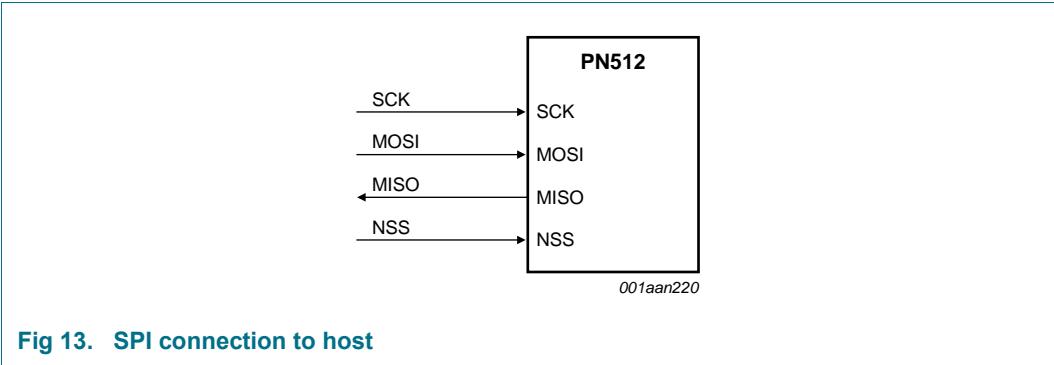 PN512
SCK
SCK
MOSI
MOSI
MISO
MISO
NSS
NSS
001aan220
Fig 13. SPI connection to host